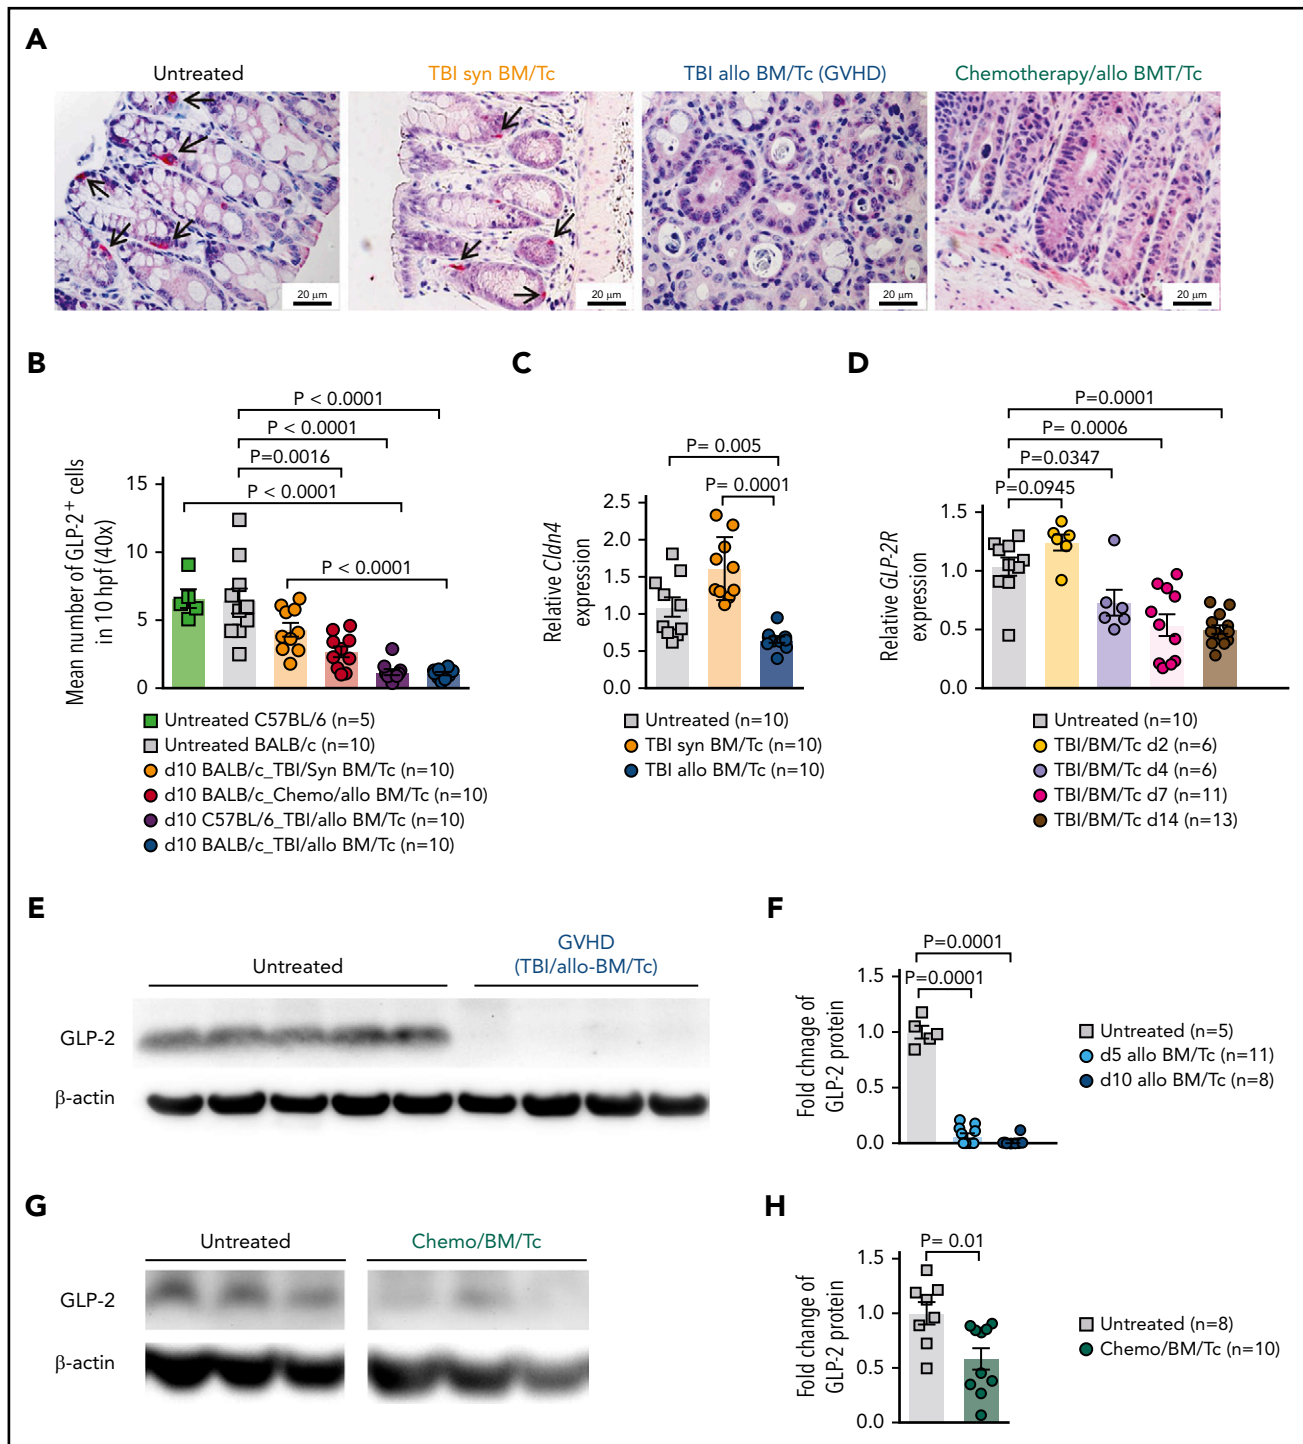 A
Untreated
TBI syn BM/Tc
TBI allo BM/Tc (GVHD)
Chemotherapy/allo BMT/Tc
20 µm
20 µm
20 µm
20 µm
B
P < 0.0001
P < 0.0001
P=0.0016
P < 0.0001
P < 0.0001
Mean number of GLP-2+ cells
in 10 hpf (40x)
15
10
5
0
Untreated C57BL/6 (n=5)
Untreated BALB/c (n=10)
d10 BALB/c_TBI/Syn BM/Tc (n=10)
d10 BALB/c_Chemo/allo BM/Tc (n=10)
d10 C57BL/6_TBI/allo BM/Tc (n=10)
d10 BALB/c_TBI/allo BM/Tc (n=10)
C
P= 0.005
P= 0.0001
Relative Cldn4
expression
2.5
2.0
1.5
1.0
0.5
0.0
Untreated (n=10)
TBI syn BM/Tc (n=10)
TBI allo BM/Tc (n=10)
D
P=0.0001
P= 0.0006
P=0.0347
P=0.0945
Relative GLP-2R
expression
1.5
1.0
0.5
0.0
Untreated (n=10)
TBI/BM/Tc d2 (n=6)
TBI/BM/Tc d4 (n=6)
TBI/BM/Tc d7 (n=11)
TBI/BM/Tc d14 (n=13)
E
Untreated
GVHD
(TBI/allo-BM/Tc)
GLP-2
β-actin
F
P=0.0001
P=0.0001
Fold chnage of
GLP-2 protein
1.5
1.0
0.5
0.0
Untreated (n=5)
d5 allo BM/Tc (n=11)
d10 allo BM/Tc (n=8)
G
Untreated
Chemo/BM/Tc
GLP-2
β-actin
H
P= 0.01
Fold change of
GLP-2 protein
1.5
1.0
0.5
0.0
Untreated (n=8)
Chemo/BM/Tc (n=10)